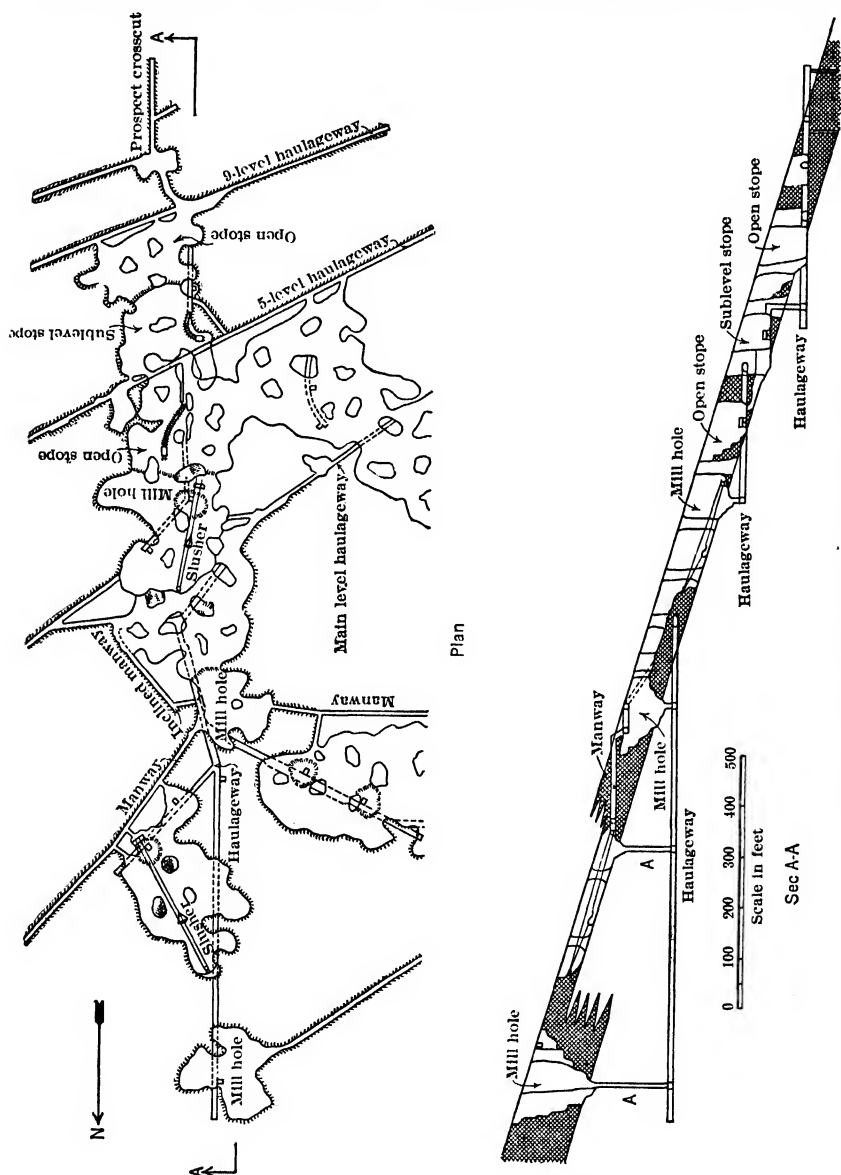 N
A
Prospect crosscut
A
9-level haulageway
Open stope
Sublevel stope
5-level haulageway
Open stope
Mill hole
Slusher
Main level haulageway
Inclined manway
Mill hole
Manway
Manway
Haulageway
Slusher
Mill hole
Plan
Mill hole
A
A
Manway
Mill hole
Haulageway
Mill hole
Open stope
Haulageway
Sublevel stope
Open stope
Haulageway
0 100 200 300 400 500
Scale in feet
Sec A-A